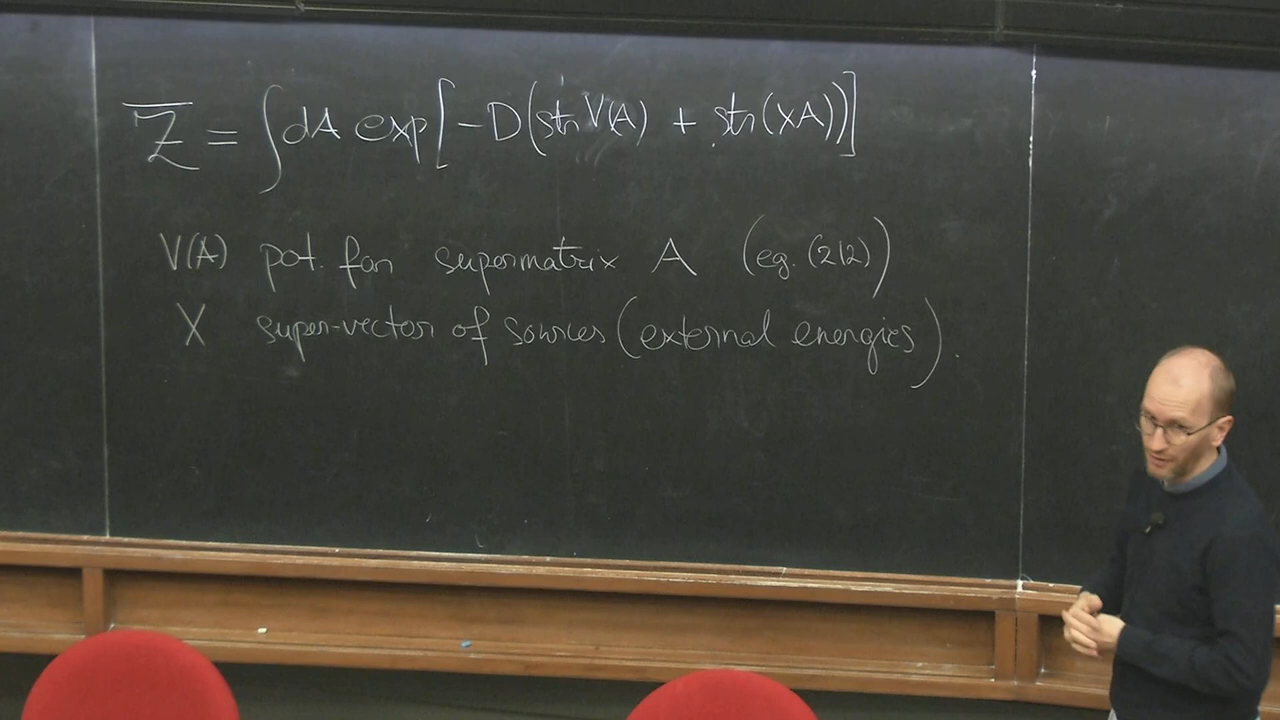 Z̅ = ∫dA exp[-D(str V(A) + str(XA))]
V(A) pot. for supermatrix A (eg. (2|2))
X super-vector of sources (external energies)